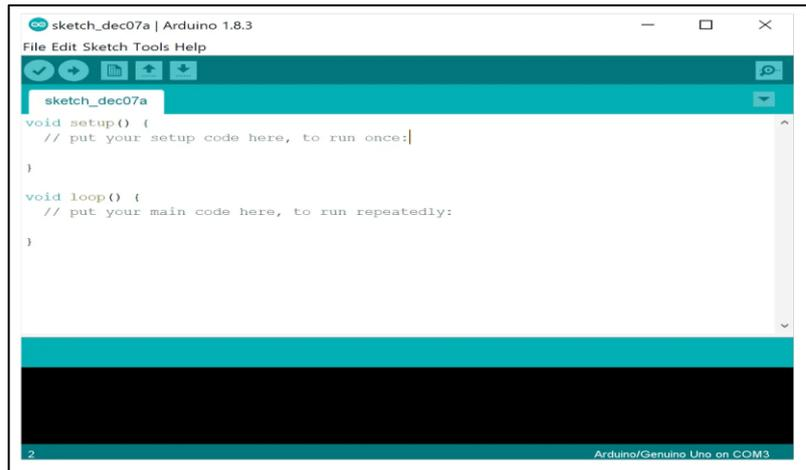 sketch_dec07a | Arduino 1.8.3
File Edit Sketch Tools Help
sketch_dec07a
void setup() {
// put your setup code here, to run once:
}
void loop() {
// put your main code here, to run repeatedly:
}
2
Arduino/Genuino Uno on COM3